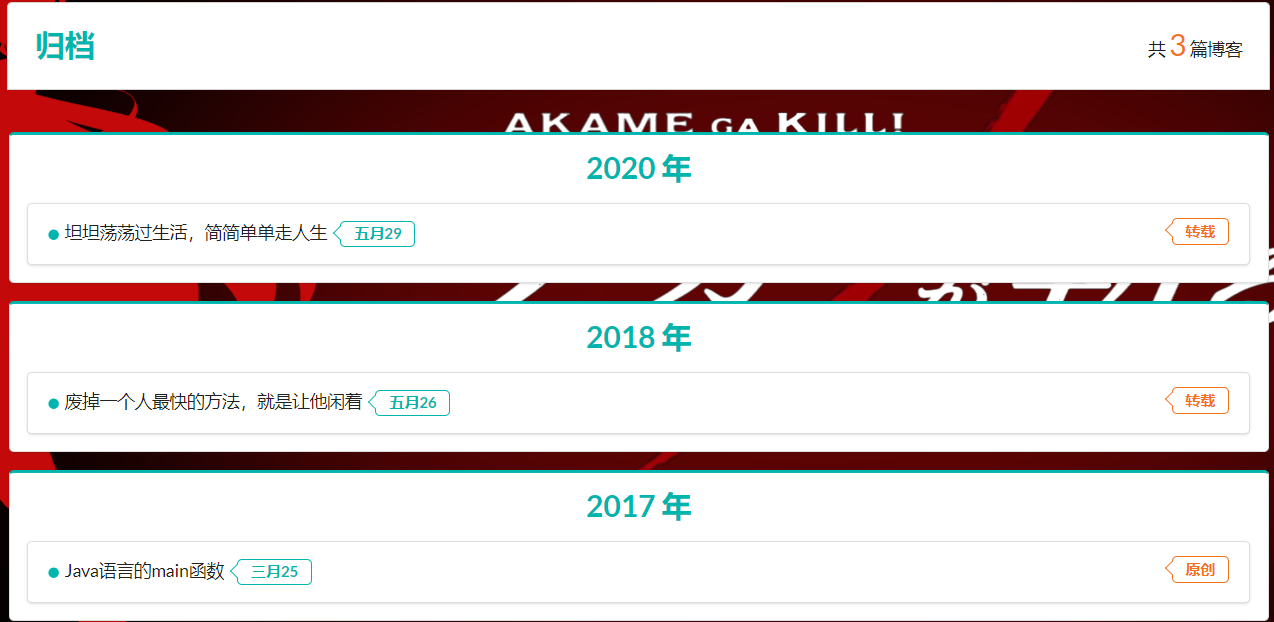 归档
共 3 篇博客
AKAME GA KILL!
2020 年
坦坦荡荡过生活，简简单单走人生 五月29 转载
2018 年
废掉一个人最快的方法，就是让他闲着 五月26 转载
2017 年
Java语言的main函数 三月25 原创